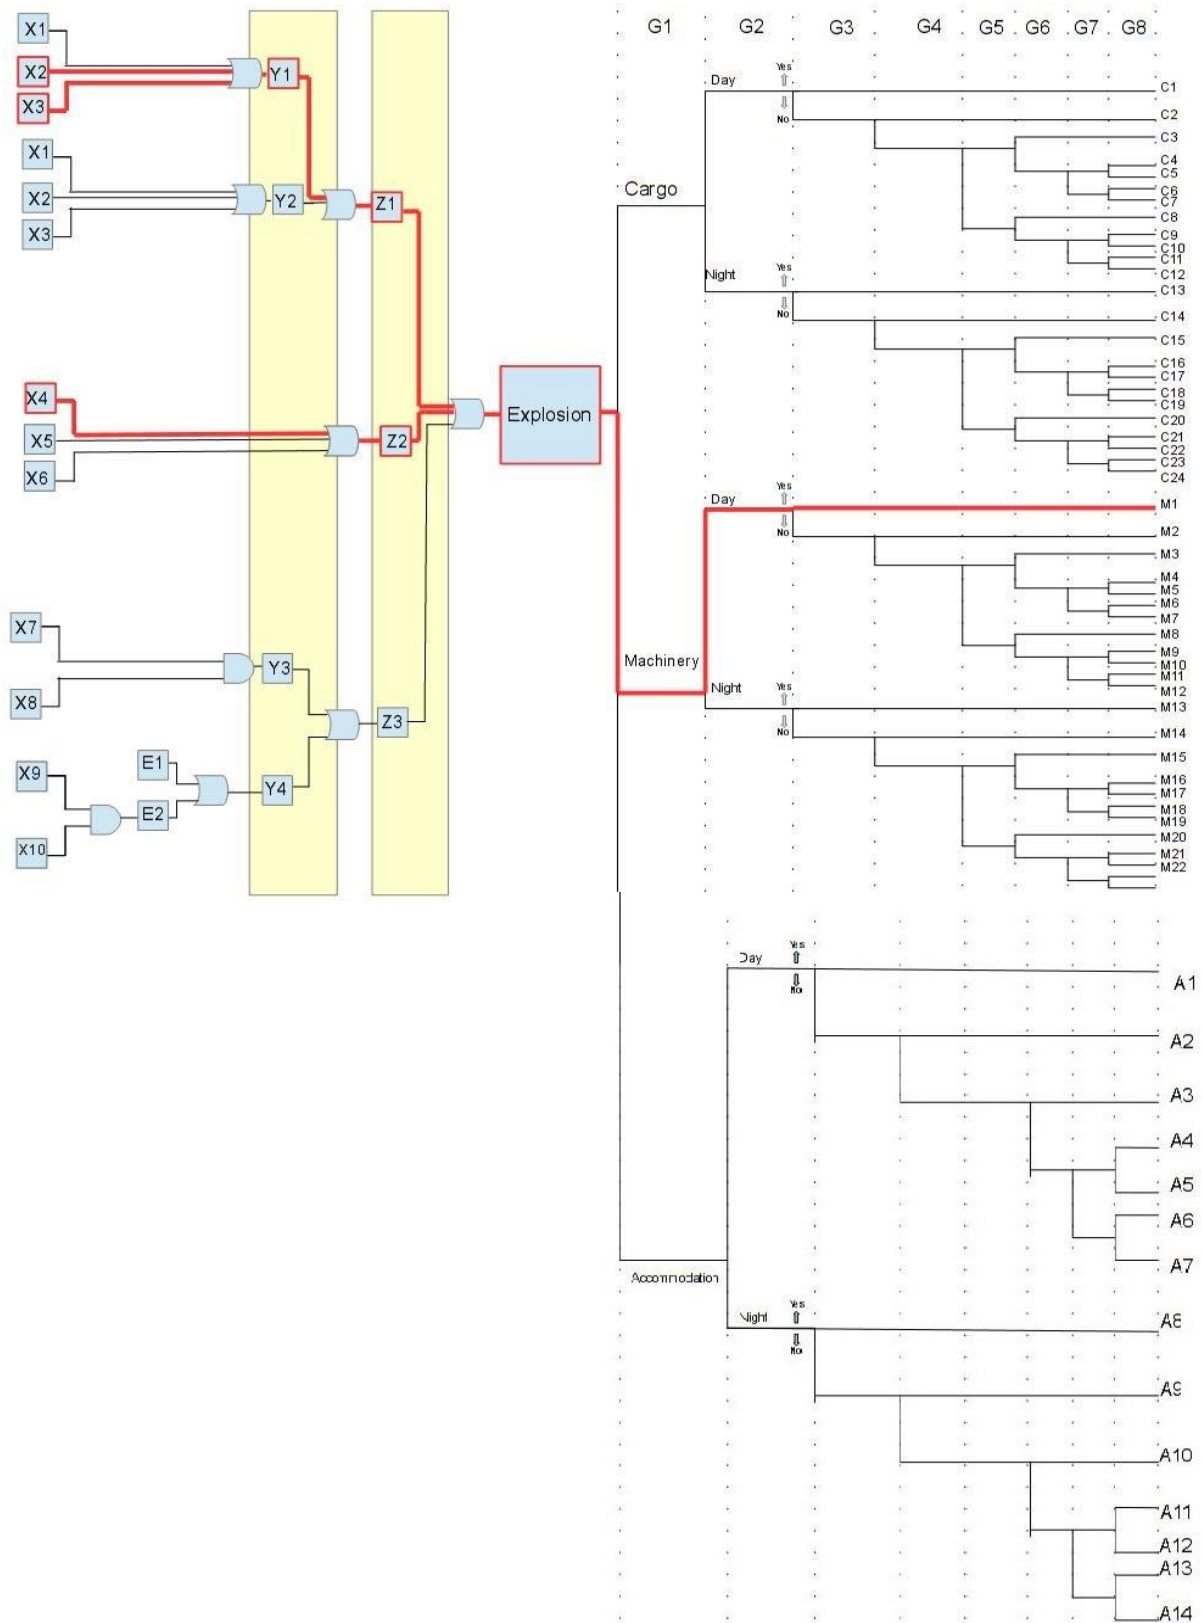 G1 G2 G3 G4 G5 G6 G7 G8
X1
X2
X3
Y1
X1
X2
X3
Y2
Z1
X4
X5
X6
Z2
Explosion
X7
X8
Y3
Z3
X9
X10
E1
E2
Y4
Cargo
Day
Yes
No
C1
C2
C3
C4
C5
C6
C7
C8
C9
C10
C11
C12
Night
Yes
No
C13
C14
C15
C16
C17
C18
C19
C20
C21
C22
C23
C24
Machinery
Day
Yes
No
M1
M2
M3
M4
M5
M6
M7
M8
M9
M10
M11
M12
Night
Yes
No
M13
M14
M15
M16
M17
M18
M19
M20
M21
M22
Accommodation
Day
Yes
No
A1
A2
A3
A4
A5
A6
A7
Night
Yes
No
A8
A9
A10
A11
A12
A13
A14